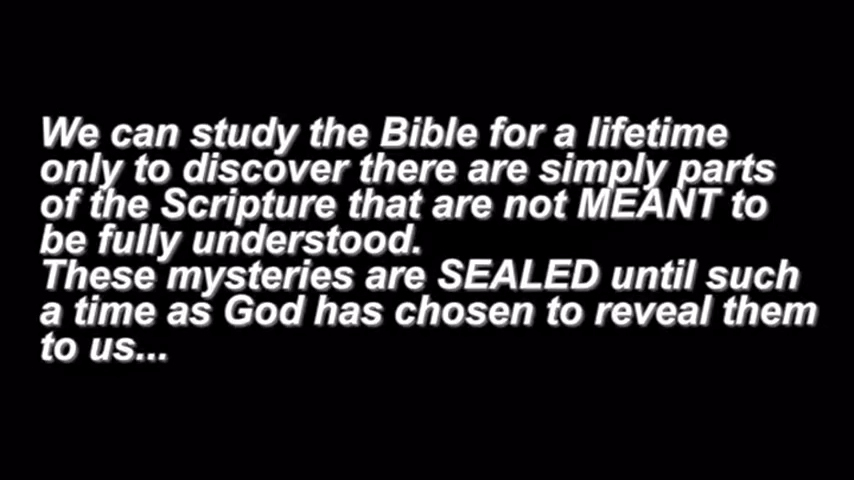 We can study the Bible for a lifetime
only to discover there are simply parts
of the Scripture that are not MEANT to
be fully understood.
These mysteries are SEALED until such
a time as God has chosen to reveal them
to us...